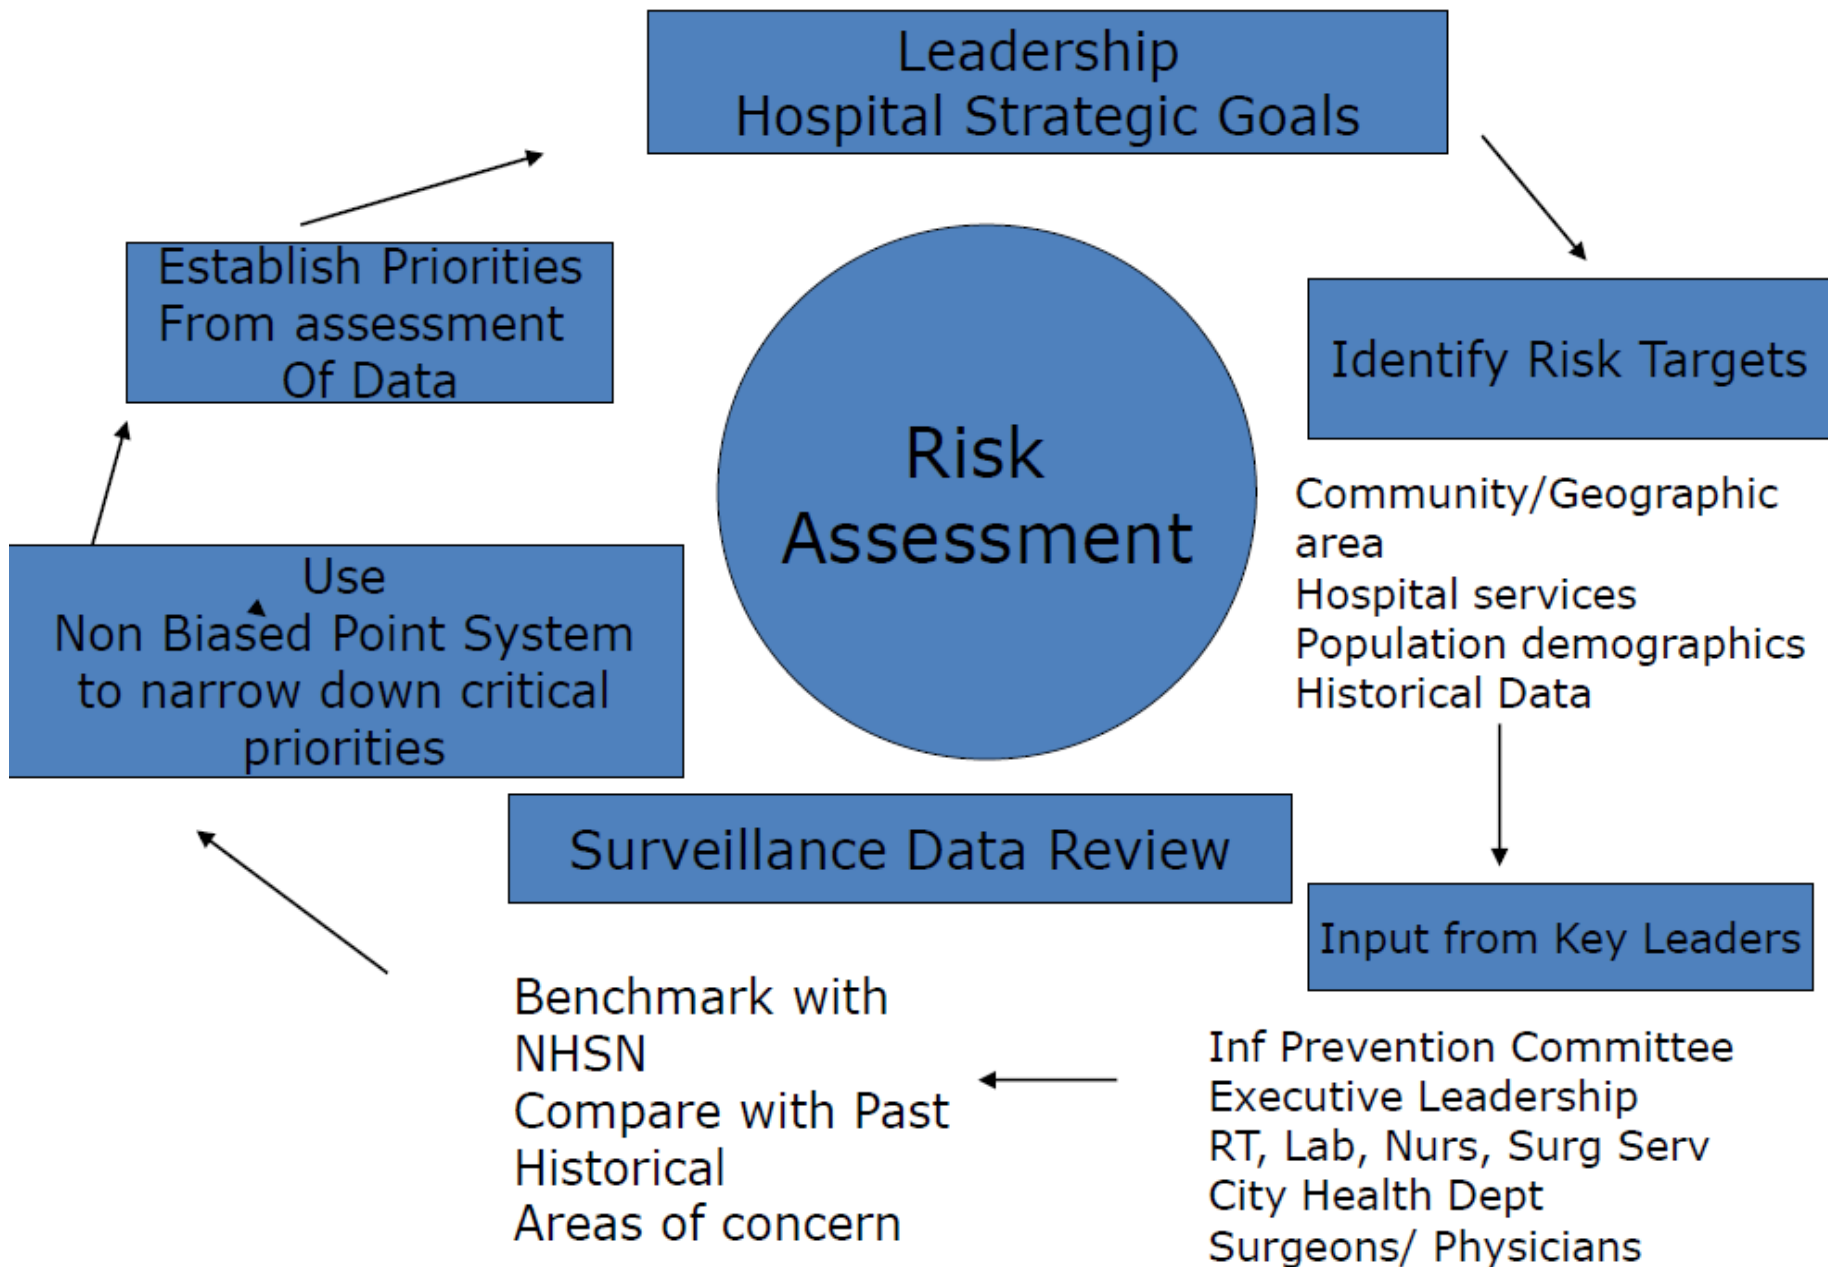 Leadership
Hospital Strategic Goals
Establish Priorities
From assessment
Of Data
Identify Risk Targets
Risk
Assessment
Community/Geographic
area
Hospital services
Population demographics
Historical Data
Use
Non Biased Point System
to narrow down critical
priorities
Surveillance Data Review
Input from Key Leaders
Benchmark with
NHSN
Compare with Past
Historical
Areas of concern
Inf Prevention Committee
Executive Leadership
RT, Lab, Nurs, Surg Serv
City Health Dept
Surgeons/ Physicians